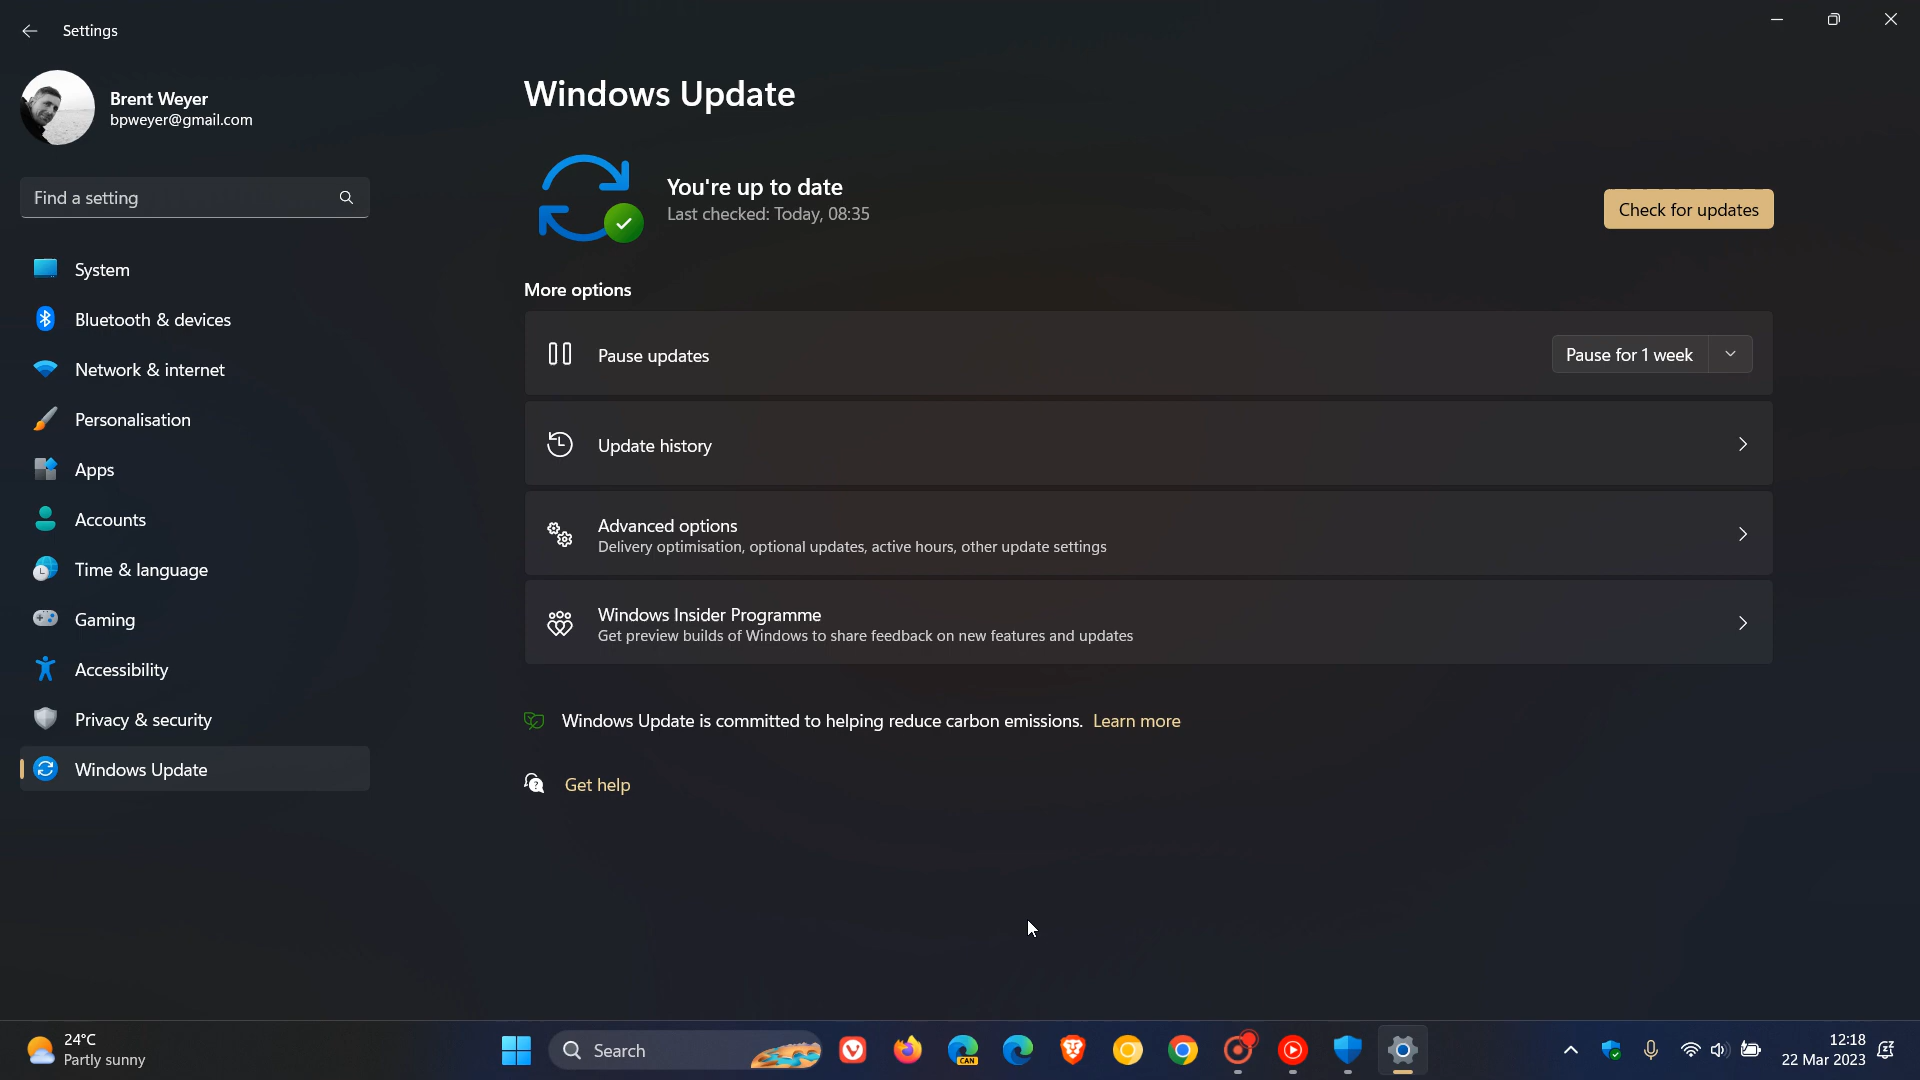 Settings
Brent Weyer
bpweyer@gmail.com
Find a setting
System
Bluetooth & devices
Network & internet
Personalisation
Apps
Accounts
Time & language
Gaming
Accessibility
Privacy & security
Windows Update
Windows Update
You're up to date
Last checked: Today, 08:35
Check for updates
More options
Pause updates
Pause for 1 week
Update history
Advanced options
Delivery optimisation, optional updates, active hours, other update settings
Windows Insider Programme
Get preview builds of Windows to share feedback on new features and updates
Windows Update is committed to helping reduce carbon emissions. Learn more
Get help
24°C
Partly sunny
Search
CAN
12:18
22 Mar 2023